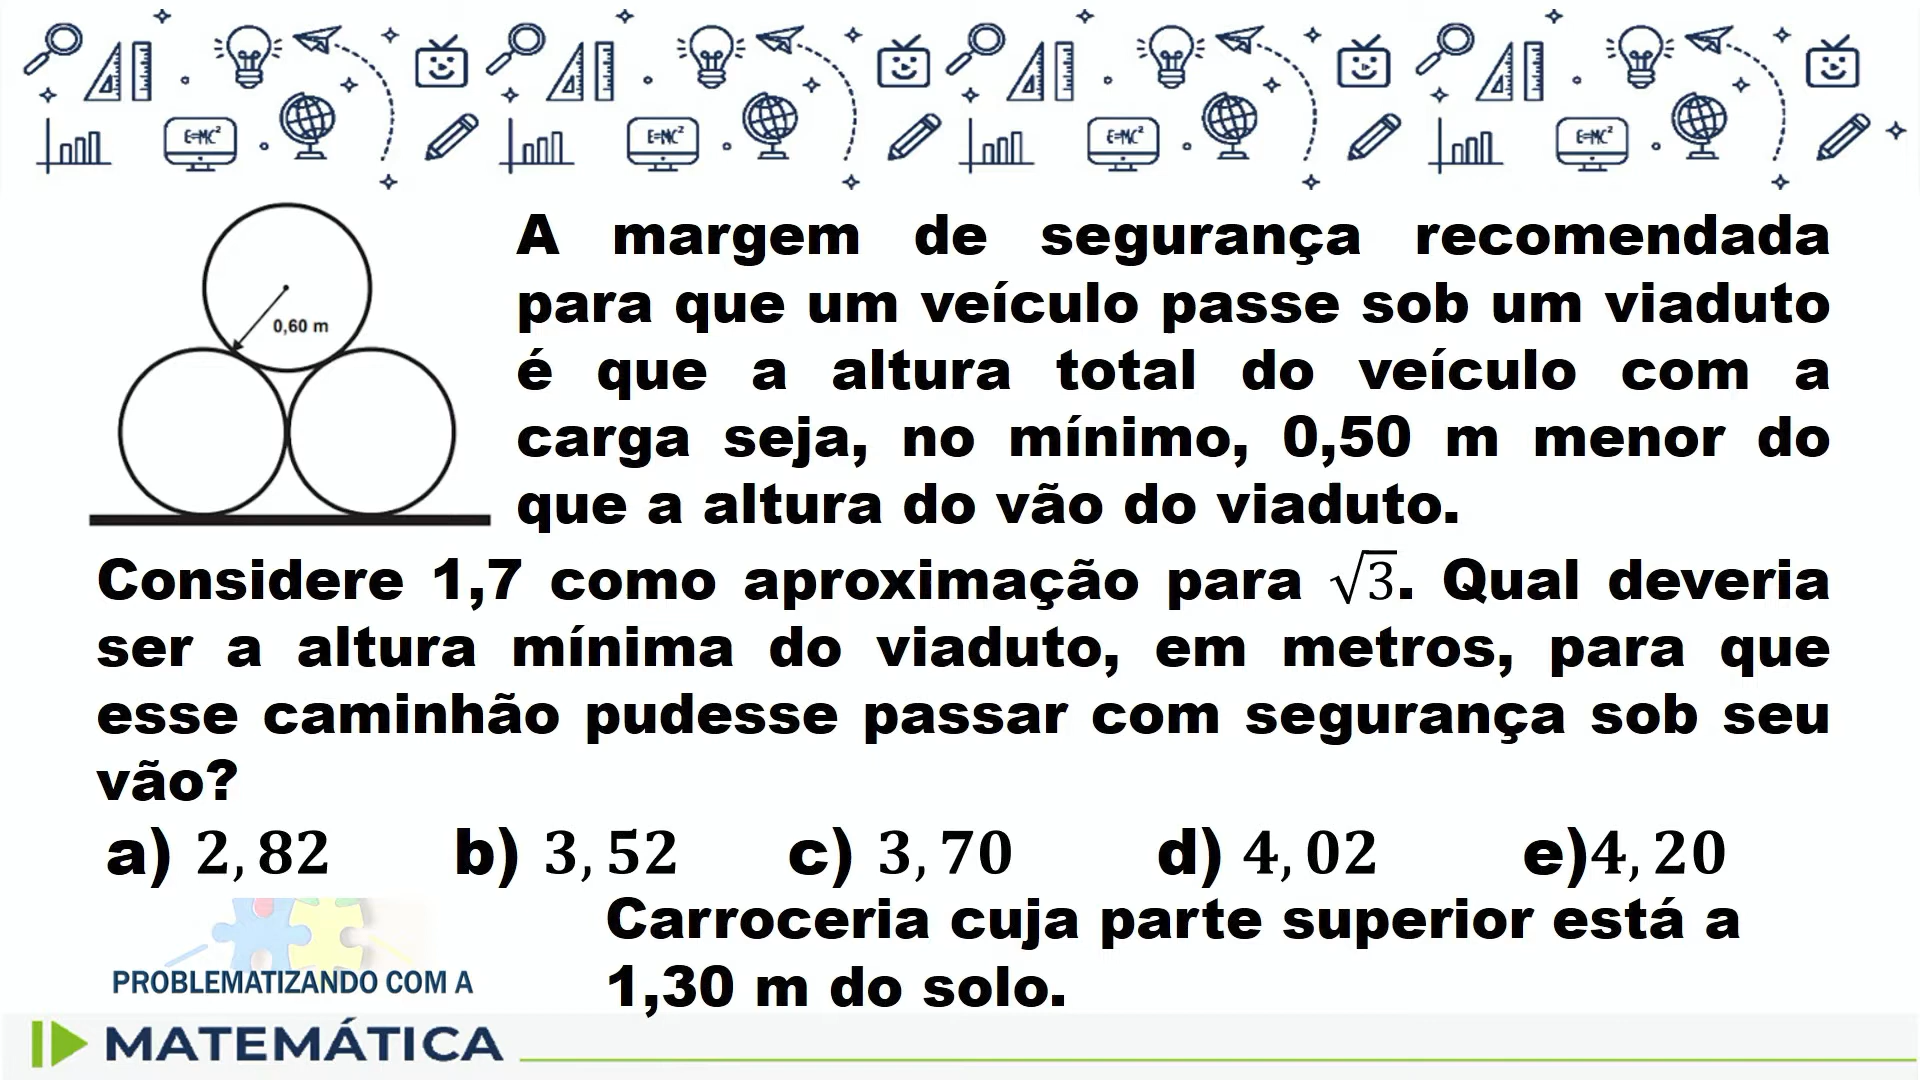 E=MC²
E=MC²
E=MC²
E=MC²
0,60 m
A margem de segurança recomendada
para que um veículo passe sob um viaduto
é que a altura total do veículo com a
carga seja, no mínimo, 0,50 m menor do
que a altura do vão do viaduto.
Considere 1,7 como aproximação para √3. Qual deveria
ser a altura mínima do viaduto, em metros, para que
esse caminhão pudesse passar com segurança sob seu
vão?
a) 2,82 b) 3,52 c) 3,70 d) 4,02 e)4,20
Carroceria cuja parte superior está a
1,30 m do solo.
PROBLEMATIZANDO COM A
MATEMÁTICA